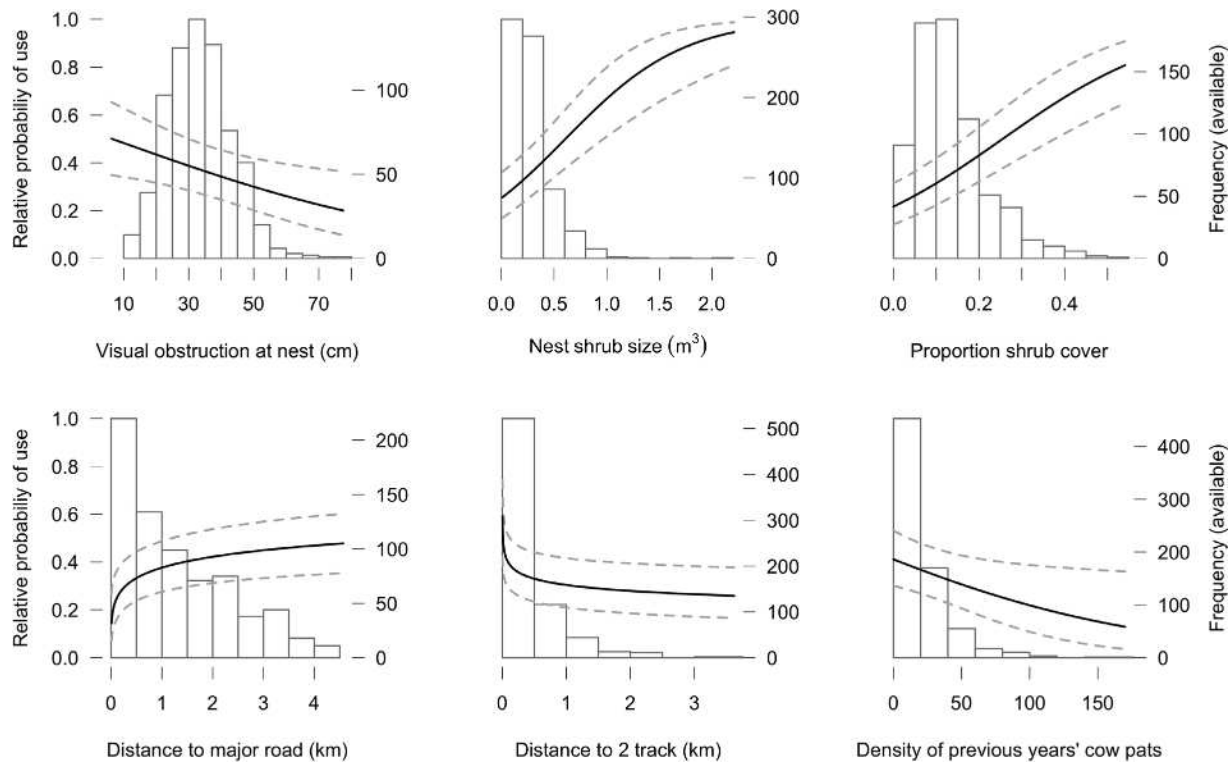 Relative probabiliy of use
1.0
0.8
0.6
0.4
0.2
0.0
100
50
0
10 30 50 70
Visual obstruction at nest (cm)
300
200
100
0
0.0 0.5 1.0 1.5 2.0
Nest shrub size (m³)
150
100
50
0
Frequency (available)
0.0 0.2 0.4
Proportion shrub cover
Relative probabiliy of use
1.0
0.8
0.6
0.4
0.2
0.0
200
150
100
50
0
0 1 2 3 4
Distance to major road (km)
500
400
300
200
100
0
0 1 2 3
Distance to 2 track (km)
400
300
200
100
0
Frequency (available)
0 50 100 150
Density of previous years' cow pats